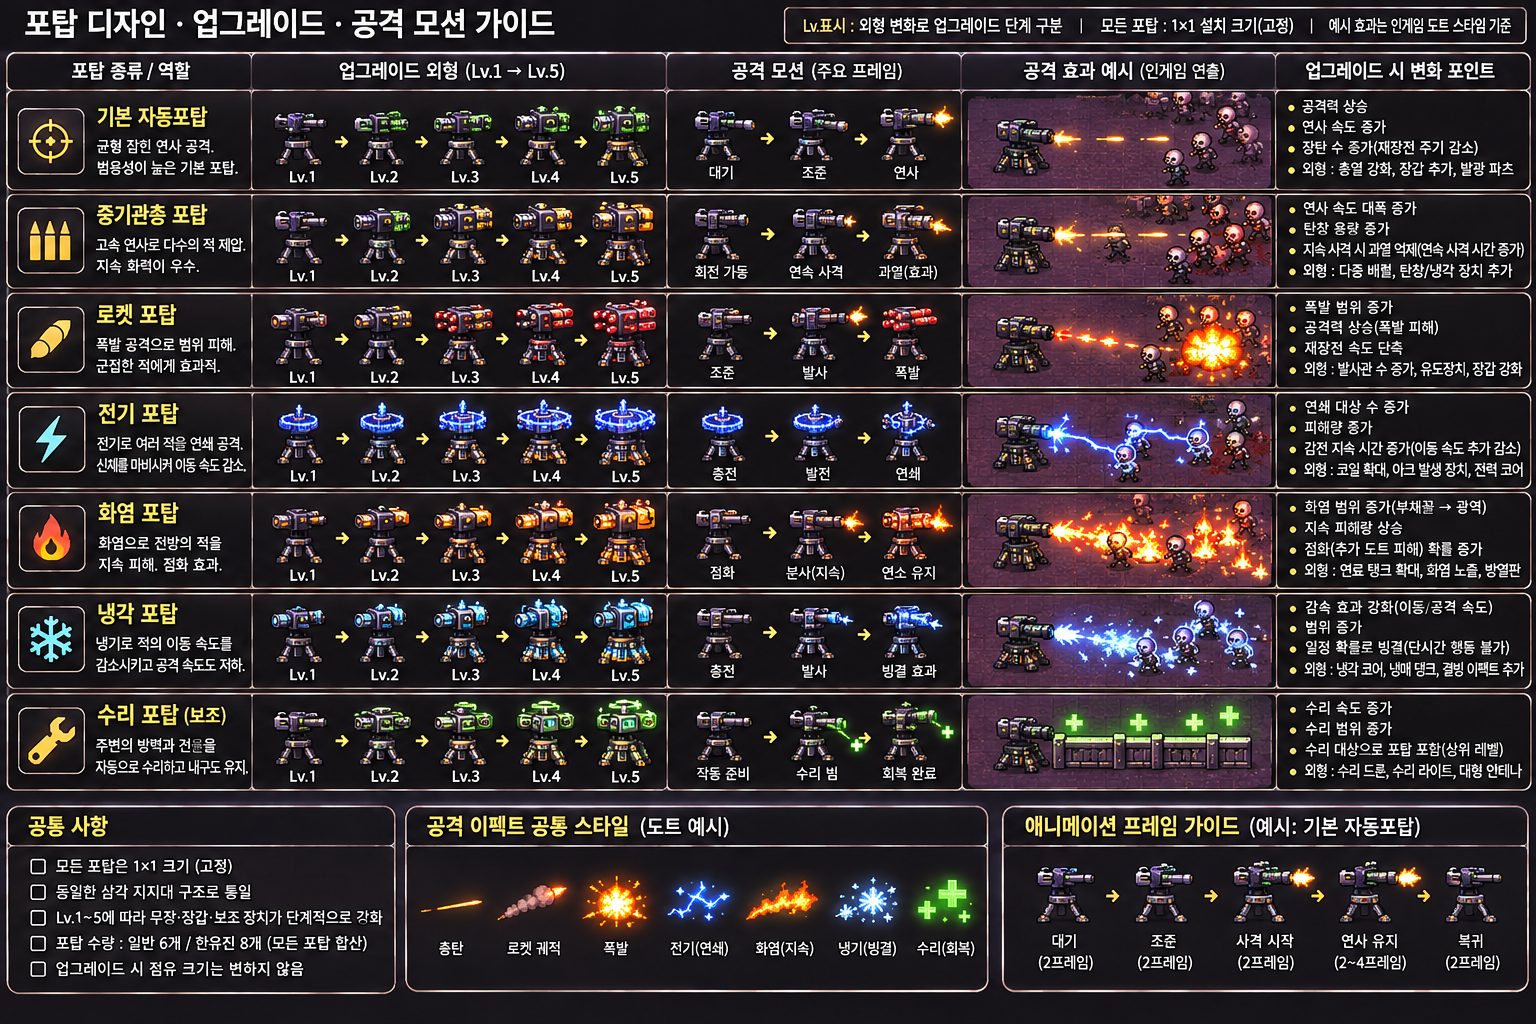 포탑 디자인 · 업그레이드 · 공격 모션 가이드
Lv.표시 : 외형 변화로 업그레이드 단계 구분 | 모든 포탑 : 1×1 설치 크기(고정) | 예시 효과는 인게임 도트 스타일 기준
포탑 종류 / 역할
업그레이드 외형 (Lv.1 → Lv.5)
공격 모션 (주요 프레임)
공격 효과 예시 (인게임 연출)
업그레이드 시 변화 포인트
기본 자동포탑
균형 잡힌 연사 공격.
범용성이 높은 기본 포탑.
Lv.1 Lv.2 Lv.3 Lv.4 Lv.5
대기 조준 연사
공격력 상승
연사 속도 증가
장탄 수 증가(재장전 주기 감소)
외형 : 총열 강화, 장갑 추가, 발광 파츠
중기관총 포탑
고속 연사로 다수의 적 제압.
지속 화력이 우수.
Lv.1 Lv.2 Lv.3 Lv.4 Lv.5
회전 가동 연속 사격 과열(효과)
연사 속도 대폭 증가
탄창 용량 증가
지속 사격 시 과열 억제(연속 사격 시간 증가)
외형 : 다중 배럴, 탄창/냉각 장치 추가
로켓 포탑
폭발 공격으로 범위 피해.
군집한 적에게 효과적.
Lv.1 Lv.2 Lv.3 Lv.4 Lv.5
조준 발사 폭발
폭발 범위 증가
공격력 상승(폭발 피해)
재장전 속도 단축
외형 : 발사관 수 증가, 유도장치, 장갑 강화
전기 포탑
전기로 여러 적을 연쇄 공격.
신체를 마비시켜 이동 속도 감소.
Lv.1 Lv.2 Lv.3 Lv.4 Lv.5
충전 발전 연쇄
연쇄 대상 수 증가
피해량 증가
감전 지속 시간 증가(이동 속도 추가 감소)
외형 : 코일 확대, 아크 발생 장치, 전력 코어
화염 포탑
화염으로 전방의 적을
지속 피해. 점화 효과.
Lv.1 Lv.2 Lv.3 Lv.4 Lv.5
점화 분사(지속) 연소 유지
화염 범위 증가(부채꼴 → 광역)
지속 피해량 상승
점화(추가 도트 피해) 확률 증가
외형 : 연료 탱크 확대, 화염 노즐, 방열판
냉각 포탑
냉기로 적의 이동 속도를
감소시키고 공격 속도도 저하.
Lv.1 Lv.2 Lv.3 Lv.4 Lv.5
충전 발사 빙결 효과
감속 효과 강화(이동/공격 속도)
범위 증가
일정 확률로 빙결(단시간 행동 불가)
외형 : 냉각 코어, 냉매 탱크, 결빙 이팩트 추가
수리 포탑 (보조)
주변의 방벽과
자동으로 수리하고 내구도 유지.
Lv.1 Lv.2 Lv.3 Lv.4 Lv.5
작동 준비 수리 빔 회복 완료
수리 속도 증가
수리 범위 증가
수리 대상으로 포탑 포함(상위 레벨)
외형 : 수리 드론, 수리 라이트, 대형 안테나
공통 사항
모든 포탑은 1×1 크기 (고정)
동일한 삼각 지지대 구조로 통일
Lv.1~5에 따라 무장·장갑·보조 장치가 단계적으로 강화
포탑 수량 : 일반 6개 / 한유진 8개 (모든 포탑 합산)
업그레이드 시 점유 크기는 변하지 않음
공격 이펙트 공통 스타일 (도트 예시)
총탄 로켓 궤적 폭발 전기(연쇄) 화염(지속) 냉기(빙결) 수리(회복)
애니메이션 프레임 가이드 (예시: 기본 자동포탑)
대기 조준 사격 시작 연사 유지 복귀
(2프레임) (2프레임) (2프레임) (2~4프레임) (2프레임)